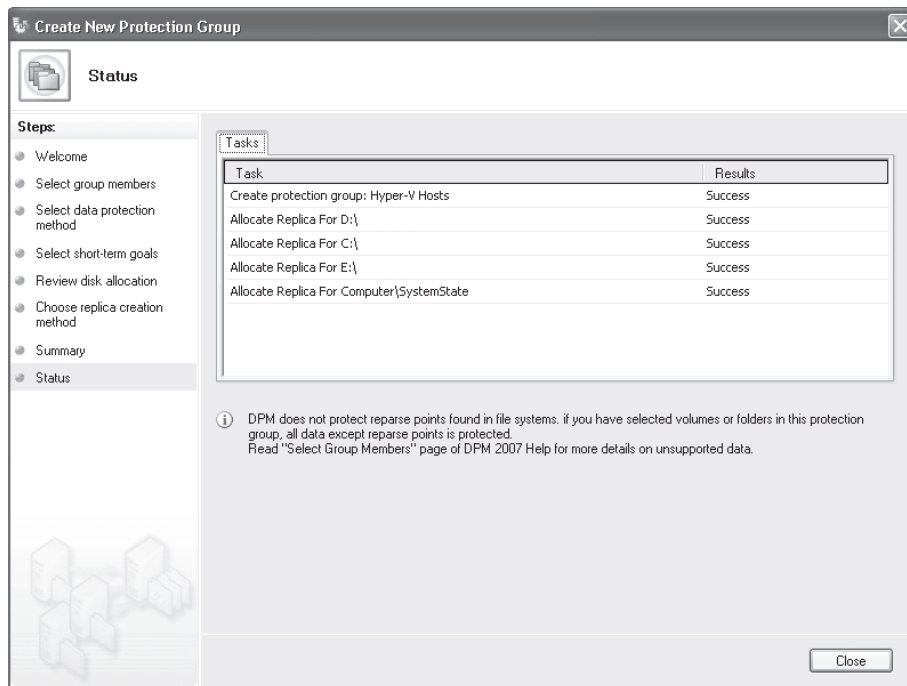 Create New Protection Group
Status
Steps:
Welcome
Select group members
Select data protection
method
Select short-term goals
Review disk allocation
Choose replica creation
method
Summary
Status
Tasks
Task Results
Create protection group: Hyper-V Hosts Success
Allocate Replica For D:\ Success
Allocate Replica For C:\ Success
Allocate Replica For E:\ Success
Allocate Replica For Computer\SystemState Success
DPM does not protect reparse points found in file systems. if you have selected volumes or folders in this protection
group, all data except reparse points is protected.
Read "Select Group Members" page of DPM 2007 Help for more details on unsupported data.
Close